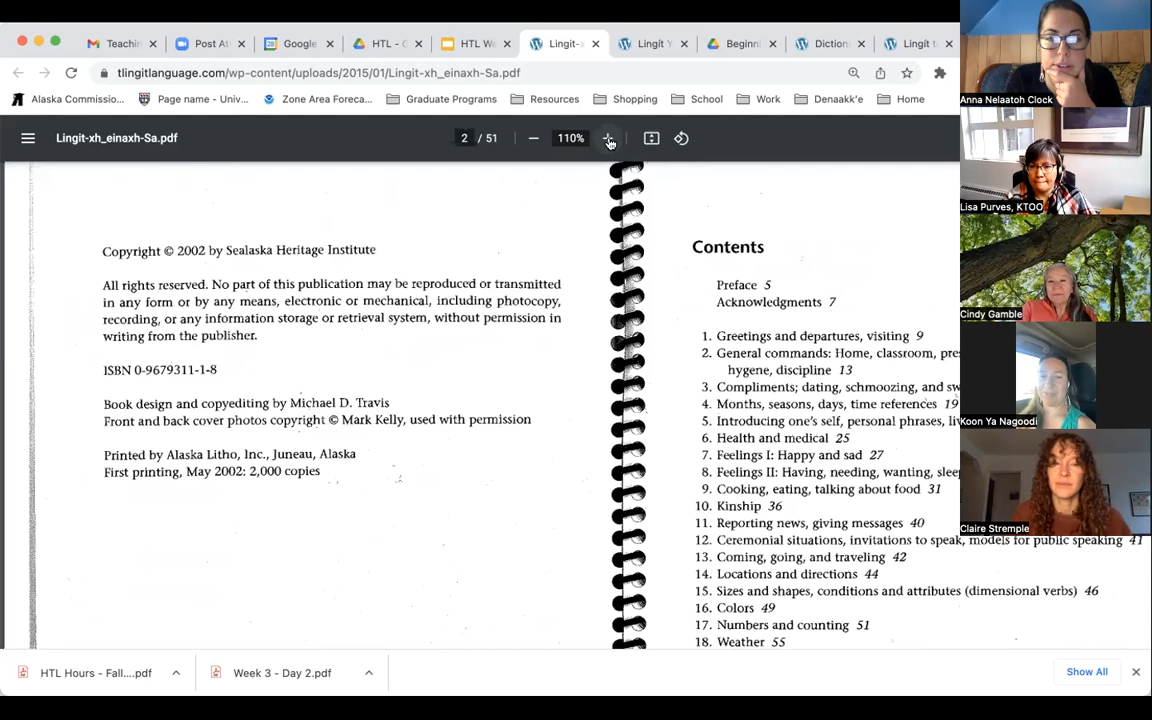 Teachin
Post At
Google
HTL - G
HTL We
Lingit-x
Lingít Y
Beginni
Diction
Lingít t
tlingitlanguage.com/wp-content/uploads/2015/01/Lingit-xh_einaxh-Sa.pdf
Alaska Commissio...
Page name - Univ...
Zone Area Foreca...
Graduate Programs
Resources
Shopping
School
Work
Denaakk'e
Home
Lingit-xh_einaxh-Sa.pdf
2 / 51
110%
Copyright © 2002 by Sealaska Heritage Institute
All rights reserved. No part of this publication may be reproduced or transmitted
in any form or by any means, electronic or mechanical, including photocopy,
recording, or any information storage or retrieval system, without permission in
writing from the publisher.
ISBN 0-9679311-1-8
Book design and copyediting by Michael D. Travis
Front and back cover photos copyright © Mark Kelly, used with permission
Printed by Alaska Litho, Inc., Juneau, Alaska
First printing, May 2002: 2,000 copies
Contents
Preface 5
Acknowledgments 7
1. Greetings and departures, visiting 9
2. General commands: Home, classroom, pres
hygene, discipline 13
3. Compliments; dating, schmoozing, and sw
4. Months, seasons, days, time references 19
5. Introducing one's self, personal phrases, li
6. Health and medical 25
7. Feelings I: Happy and sad 27
8. Feelings II: Having, needing, wanting, slee
9. Cooking, eating, talking about food 31
10. Kinship 36
11. Reporting news, giving messages 40
12. Ceremonial situations, invitations to speak, models for public speaking 41
13. Coming, going, and traveling 42
14. Locations and directions 44
15. Sizes and shapes, conditions and attributes (dimensional verbs) 46
16. Colors 49
17. Numbers and counting 51
18. Weather 55
Anna Nelaatoh Clock
Lisa Purves, KTOO
Cindy Gamble
Koon Ya Nagoodi
Claire Stremple
HTL Hours - Fall....pdf
Week 3 - Day 2.pdf
Show All